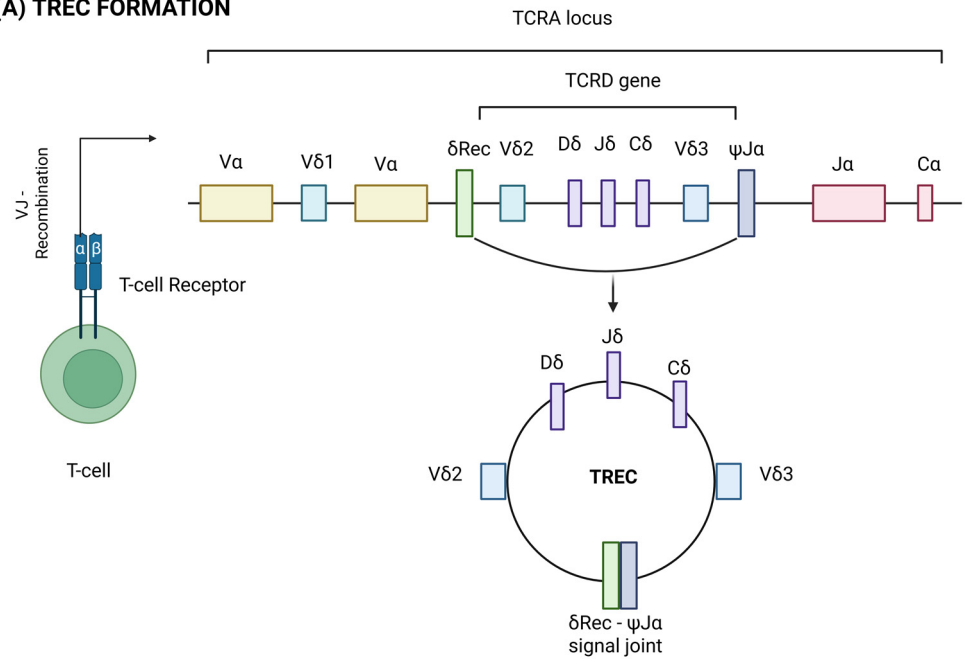 A) TREC FORMATION
TCRA locus
TCRD gene
VJ -
Recombination
Vα
Vδ1
Vα
δRec
Vδ2
Dδ
Jδ
Cδ
Vδ3
ψJα
Jα
Cα
α
β
T-cell Receptor
T-cell
Jδ
Dδ
Cδ
Vδ2
TREC
Vδ3
δRec - ψJα
signal joint